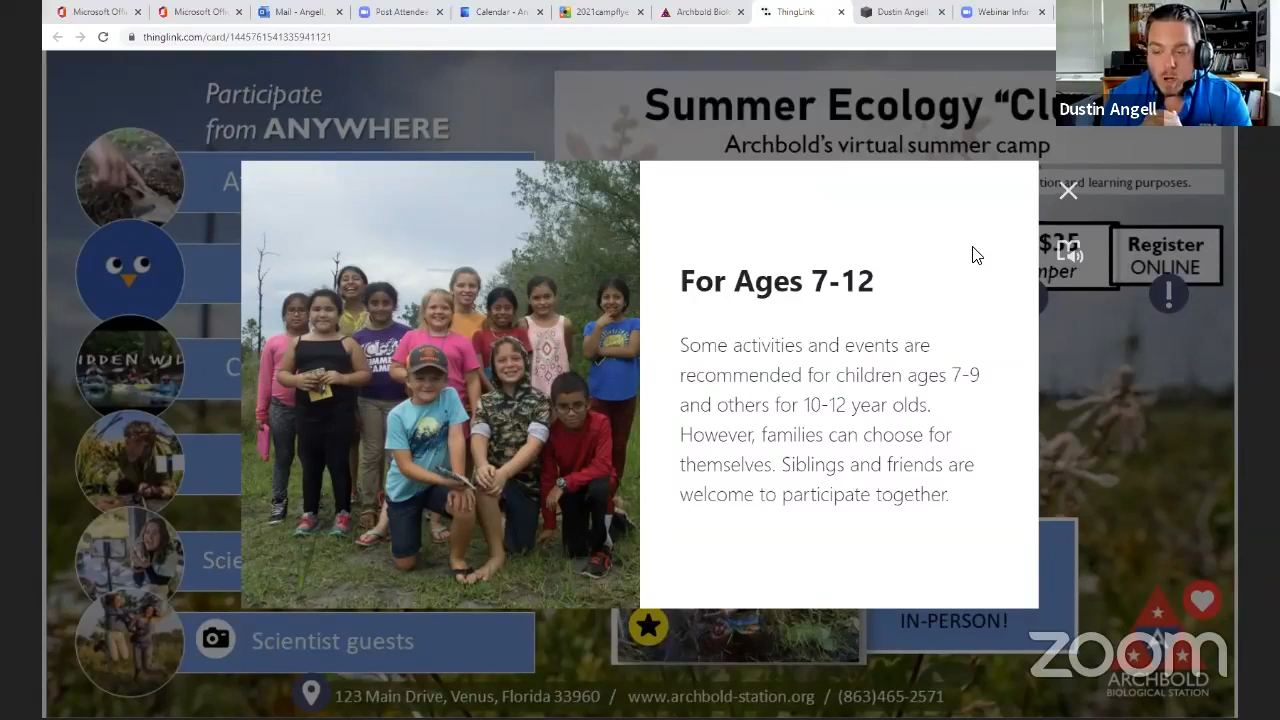 Microsoft Offi
Microsoft Offi
Mail - Angell,
Post Attendee
Calendar - An
2021campflye
Archbold Biol
ThingLink
Dustin Angell
Webinar Infor
thinglink.com/card/1445761541335941121
Dustin Angell
Participate
from ANYWHERE
Summer Ecology “Clu
Archbold's virtual summer camp
tion and learning purposes.
$35
mper
Register
ONLINE
For Ages 7-12
Some activities and events are
recommended for children ages 7-9
and others for 10-12 year olds.
However, families can choose for
themselves. Siblings and friends are
welcome to participate together.
A
IDDEN WIL
C
Scie
Scientist guests
IN-PERSON!
zoom
ARCHBOLD
BIOLOGICAL STATION
123 Main Drive, Venus, Florida 33960 / www.archbold-station.org / (863)465-2571